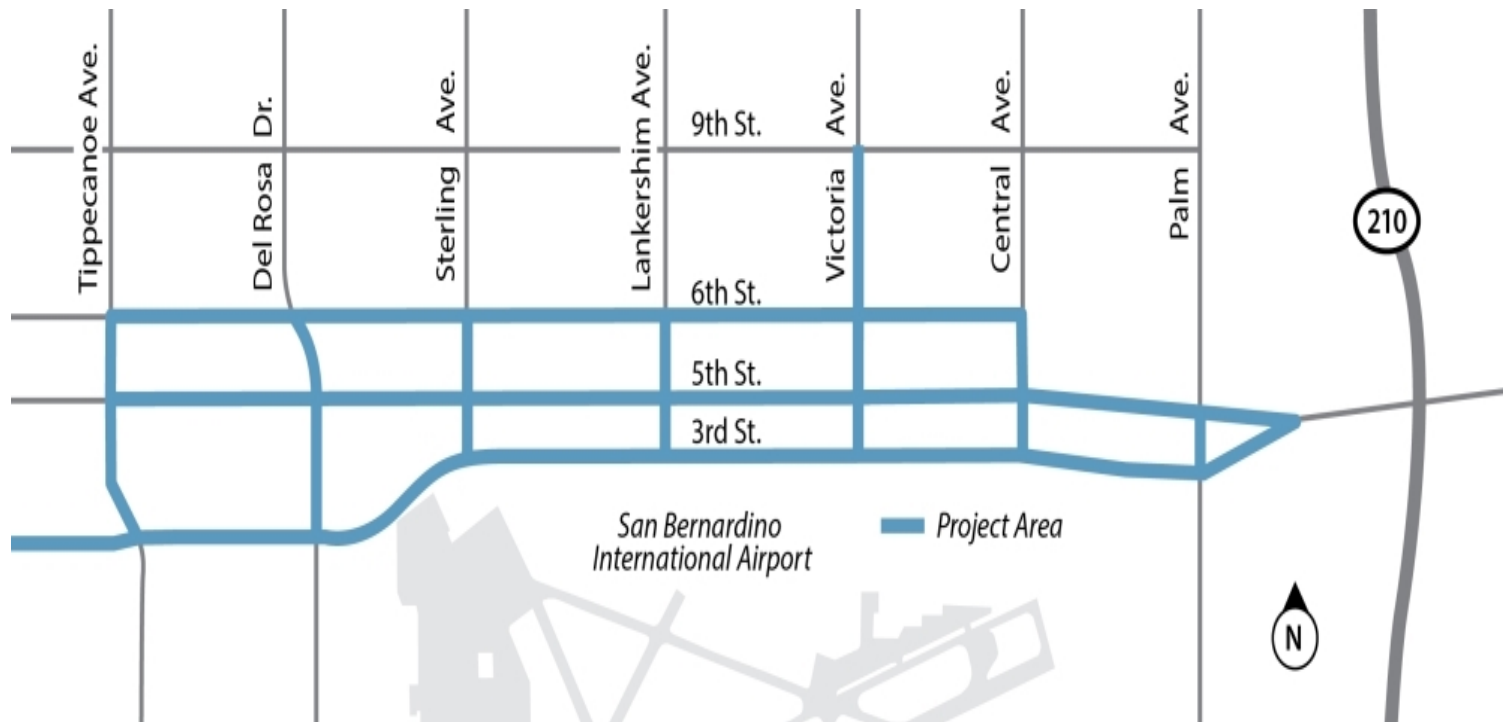 Tippecanoe Ave.
Del Rosa Dr.
Sterling Ave.
Lankershim Ave.
9th St.
Victoria Ave.
Central Ave.
Palm Ave.
210
6th St.
5th St.
3rd St.
San Bernardino
International Airport
Project Area
N